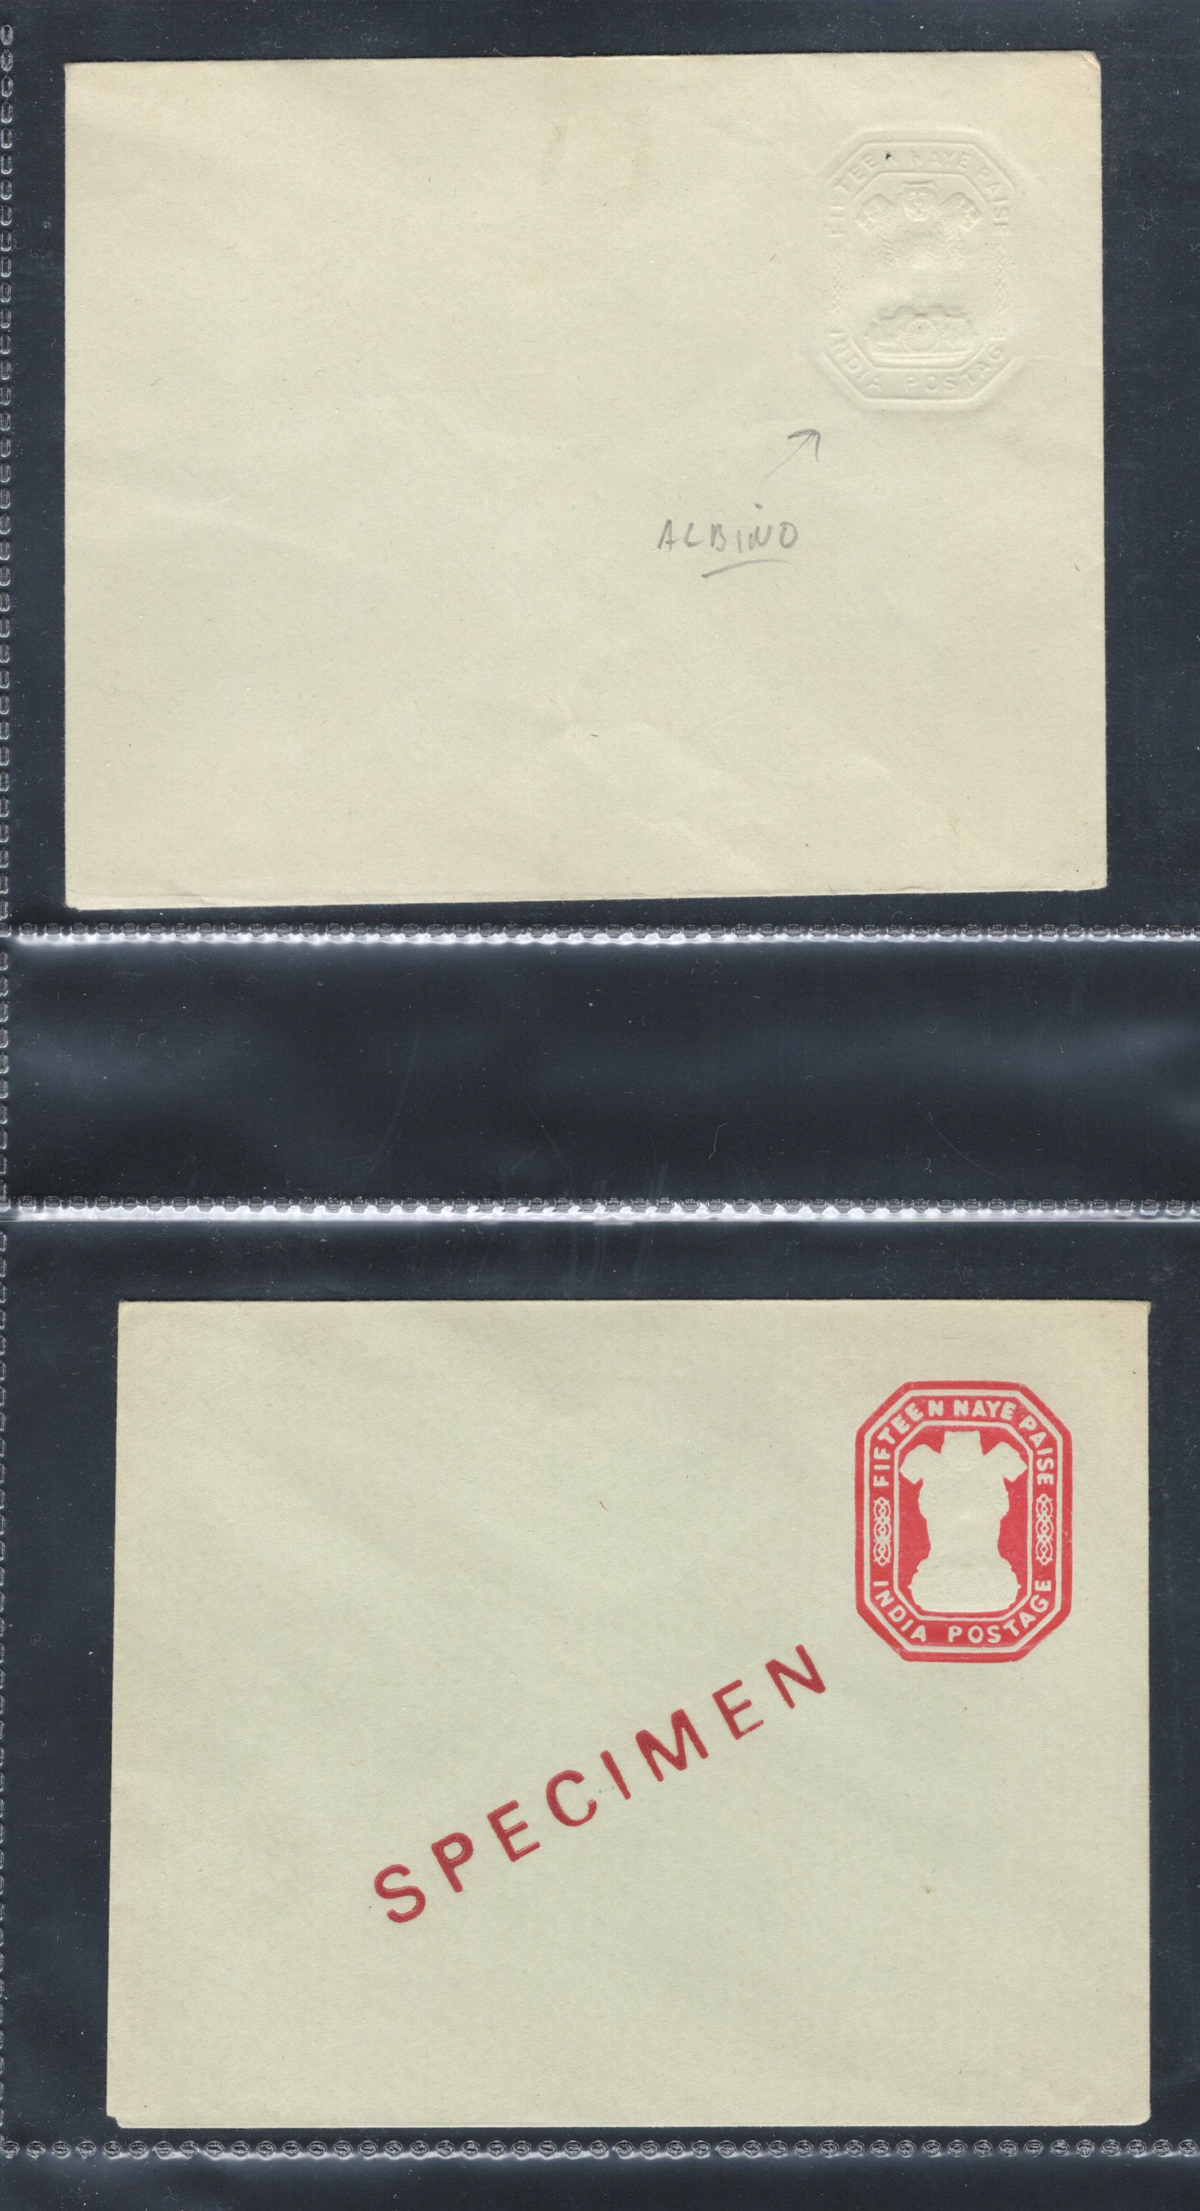 FIFTEEN NAYE PAISE
INDIA POSTAGE
ALBINO
FIFTEEN NAYE PAISE
INDIA POSTAGE
SPECIMEN